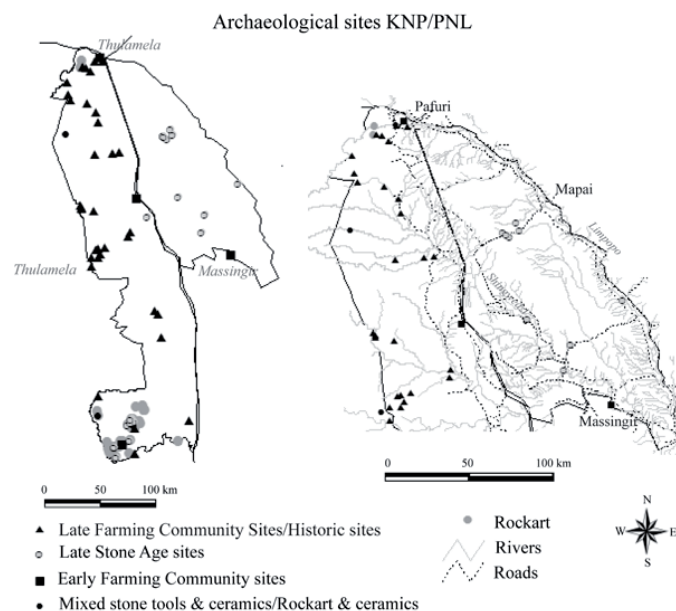 Archaeological sites KNP/PNL
Thulamela
Thulamela
Massingir
0 50 100 km
Pafuri
Mapai
Limpopo
Shingwedzi
Massingir
0 50 100 km
Late Farming Community Sites/Historic sites
Late Stone Age sites
Early Farming Community sites
Mixed stone tools & ceramics/Rockart & ceramics
Rockart
Rivers
Roads
N
W E
S